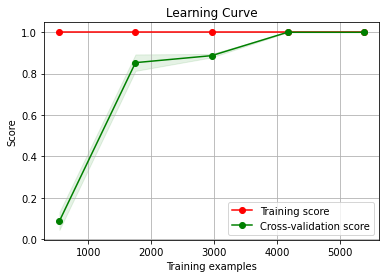 Learning Curve
1.0
0.8
0.6
0.4
0.2
0.0
Score
Training score
Cross-validation score
1000 2000 3000 4000 5000
Training examples